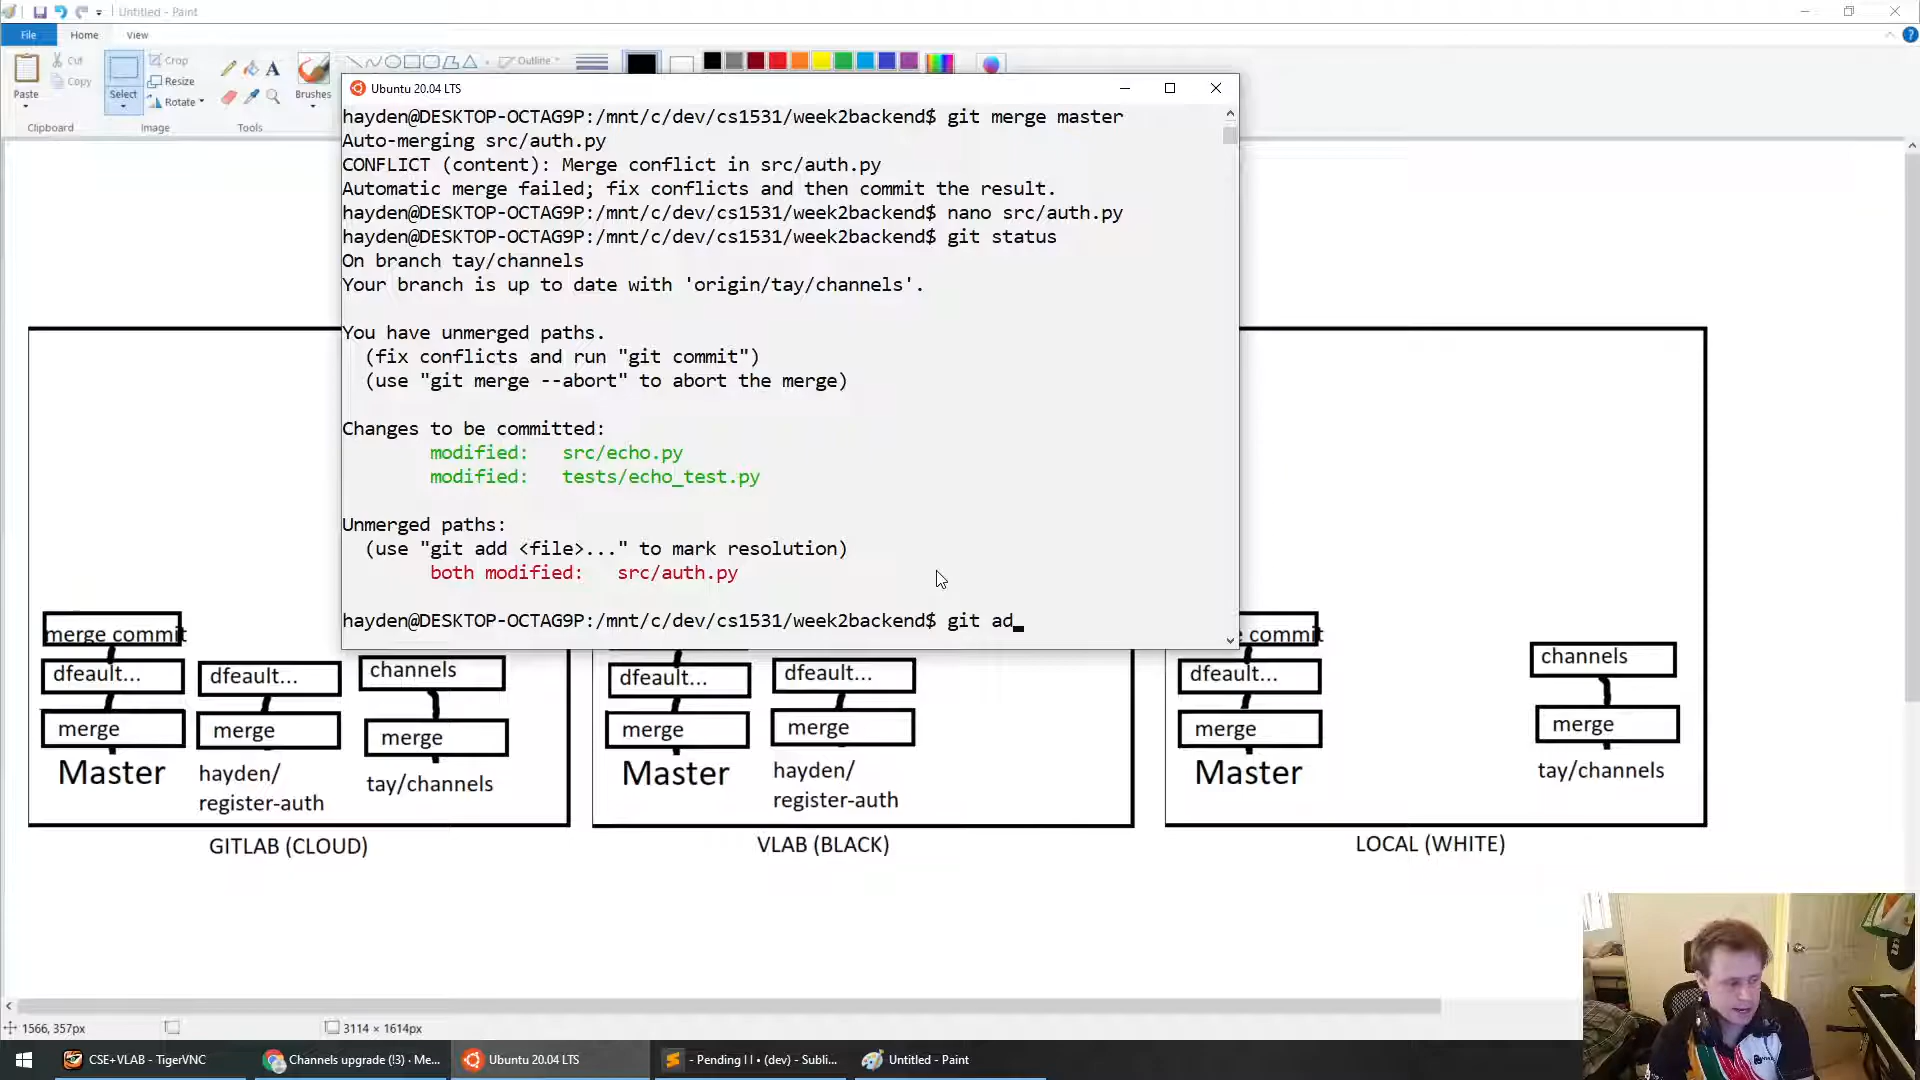 Untitled - Paint
File Home View
Paste
Cut
Copy
Clipboard
Select
Crop
Resize
Rotate
Image
Tools
Brushes
Outline
Ubuntu 20.04 LTS
hayden@DESKTOP-OCTAG9P:/mnt/c/dev/cs1531/week2backend$ git merge master
Auto-merging src/auth.py
CONFLICT (content): Merge conflict in src/auth.py
Automatic merge failed; fix conflicts and then commit the result.
hayden@DESKTOP-OCTAG9P:/mnt/c/dev/cs1531/week2backend$ nano src/auth.py
hayden@DESKTOP-OCTAG9P:/mnt/c/dev/cs1531/week2backend$ git status
On branch tay/channels
Your branch is up to date with 'origin/tay/channels'.
You have unmerged paths.
(fix conflicts and run "git commit")
(use "git merge --abort" to abort the merge)
Changes to be committed:
modified: src/echo.py
modified: tests/echo_test.py
Unmerged paths:
(use "git add <file>..." to mark resolution)
both modified: src/auth.py
hayden@DESKTOP-OCTAG9P:/mnt/c/dev/cs1531/week2backend$ git ad
merge commit
dfeault...
merge
Master
dfeault...
merge
hayden/
register-auth
channels
merge
tay/channels
GITLAB (CLOUD)
dfeault...
merge
Master
dfeault...
merge
hayden/
register-auth
VLAB (BLACK)
commit
dfeault...
merge
Master
channels
merge
tay/channels
LOCAL (WHITE)
1566, 357px
3114 × 1614px
CSE+VLAB - TigerVNC
Channels upgrade (!3) · Me...
Ubuntu 20.04 LTS
- Pending | | • (dev) - Subli...
Untitled - Paint